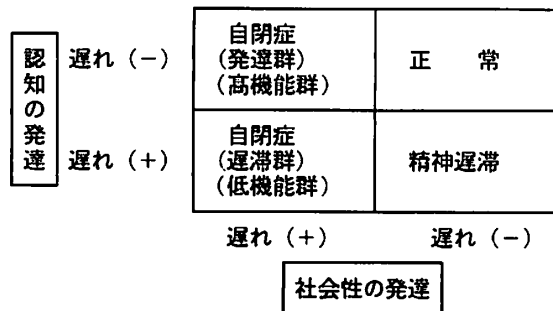 認知の発達
遅れ（−）
自閉症
（発達群）
（高機能群）
正　常
遅れ（+）
自閉症
（遅滞群）
（低機能群）
精神遅滞
遅れ（+）
遅れ（−）
社会性の発達